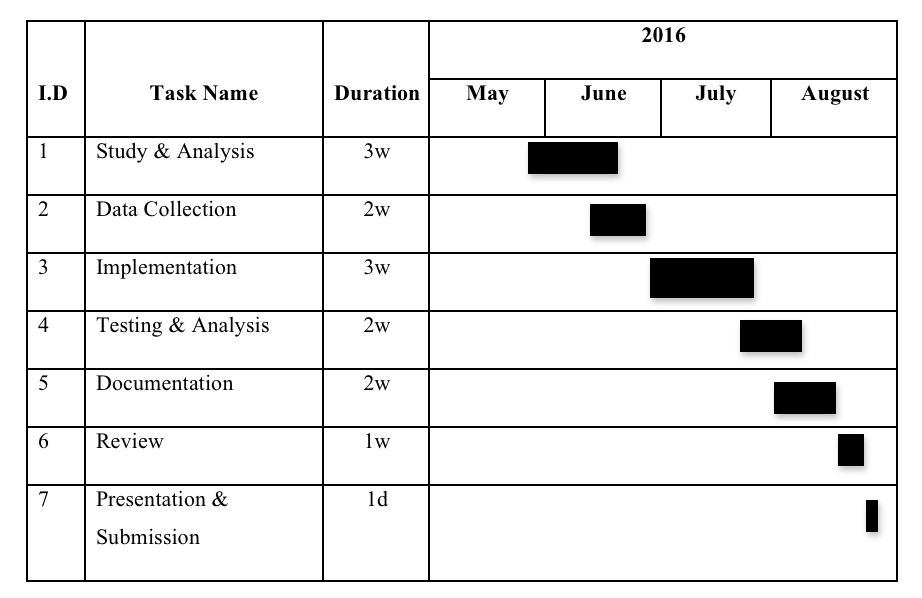 2016
I.D Task Name Duration May June July August
1 Study & Analysis 3w
2 Data Collection 2w
3 Implementation 3w
4 Testing & Analysis 2w
5 Documentation 2w
6 Review 1w
7 Presentation & 1d
Submission